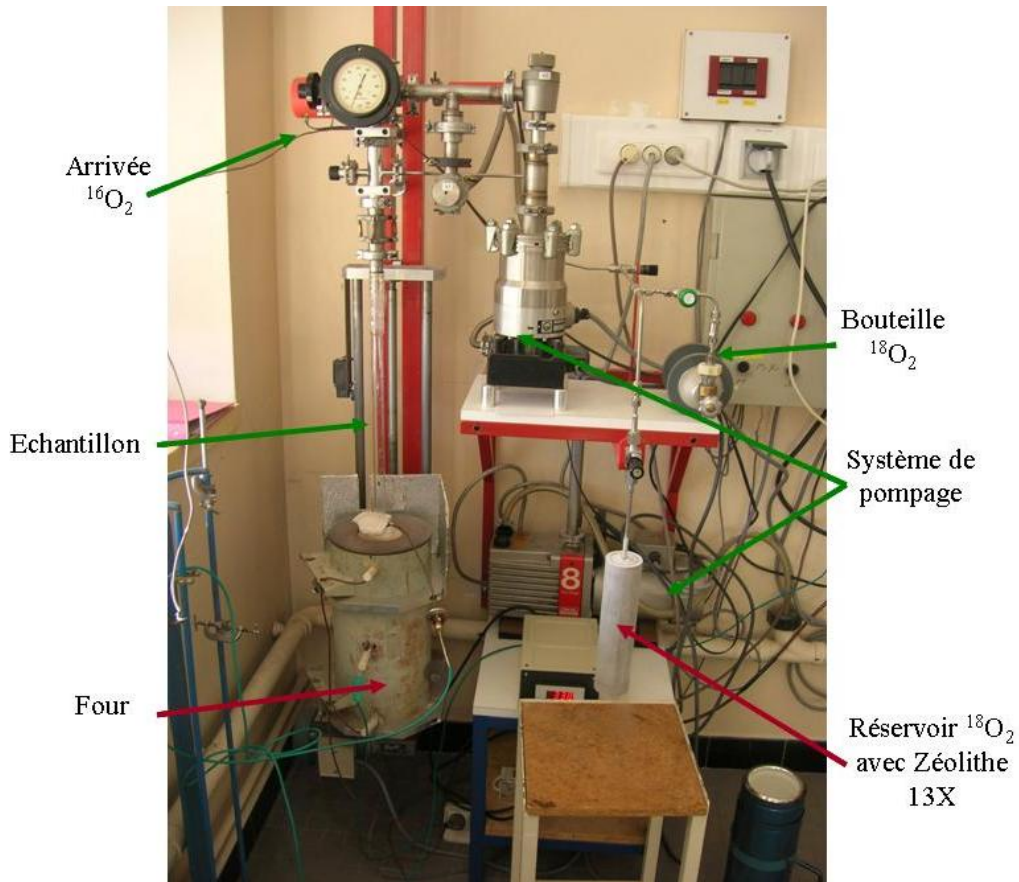 Arrivée
¹⁶O₂
Bouteille
¹⁸O₂
Echantillon
Système de
pompage
8
Four
Réservoir ¹⁸O₂
avec Zéolithe
13X